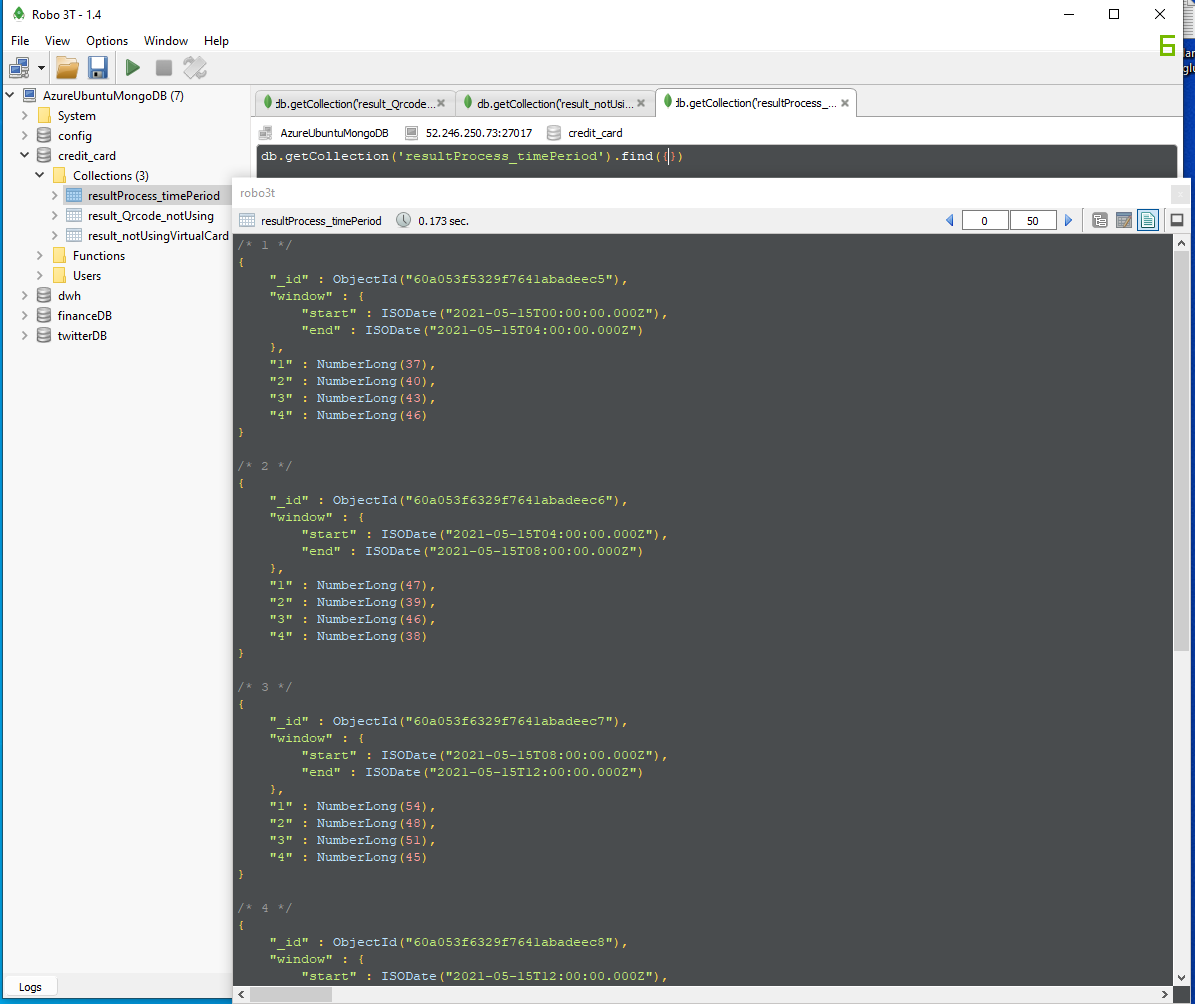 Robo 3T - 1.4
File View Options Window Help
6
AzureUbuntuMongoDB (7)
System
config
credit_card
Collections (3)
resultProcess_timePeriod
result_Qrcode_notUsing
result_notUsingVirtualCard
Functions
Users
dwh
financeDB
twitterDB
Logs
db.getCollection('result_Qrcode... db.getCollection('result_notUsi... db.getCollection('resultProcess_...
AzureUbuntuMongoDB 52.246.250.73:27017 credit_card
db.getCollection('resultProcess_timePeriod').find({})
robo3t
resultProcess_timePeriod 0.173 sec. 0 50
/* 1 */
{
"_id" : ObjectId("60a053f5329f7641abadeec5"),
"window" : {
"start" : ISODate("2021-05-15T00:00:00.000Z"),
"end" : ISODate("2021-05-15T04:00:00.000Z")
},
"1" : NumberLong(37),
"2" : NumberLong(40),
"3" : NumberLong(43),
"4" : NumberLong(46)
}
/* 2 */
{
"_id" : ObjectId("60a053f6329f7641abadeec6"),
"window" : {
"start" : ISODate("2021-05-15T04:00:00.000Z"),
"end" : ISODate("2021-05-15T08:00:00.000Z")
},
"1" : NumberLong(47),
"2" : NumberLong(39),
"3" : NumberLong(46),
"4" : NumberLong(38)
}
/* 3 */
{
"_id" : ObjectId("60a053f6329f7641abadeec7"),
"window" : {
"start" : ISODate("2021-05-15T08:00:00.000Z"),
"end" : ISODate("2021-05-15T12:00:00.000Z")
},
"1" : NumberLong(54),
"2" : NumberLong(48),
"3" : NumberLong(51),
"4" : NumberLong(45)
}
/* 4 */
{
"_id" : ObjectId("60a053f6329f7641abadeec8"),
"window" : {
"start" : ISODate("2021-05-15T12:00:00.000Z"),